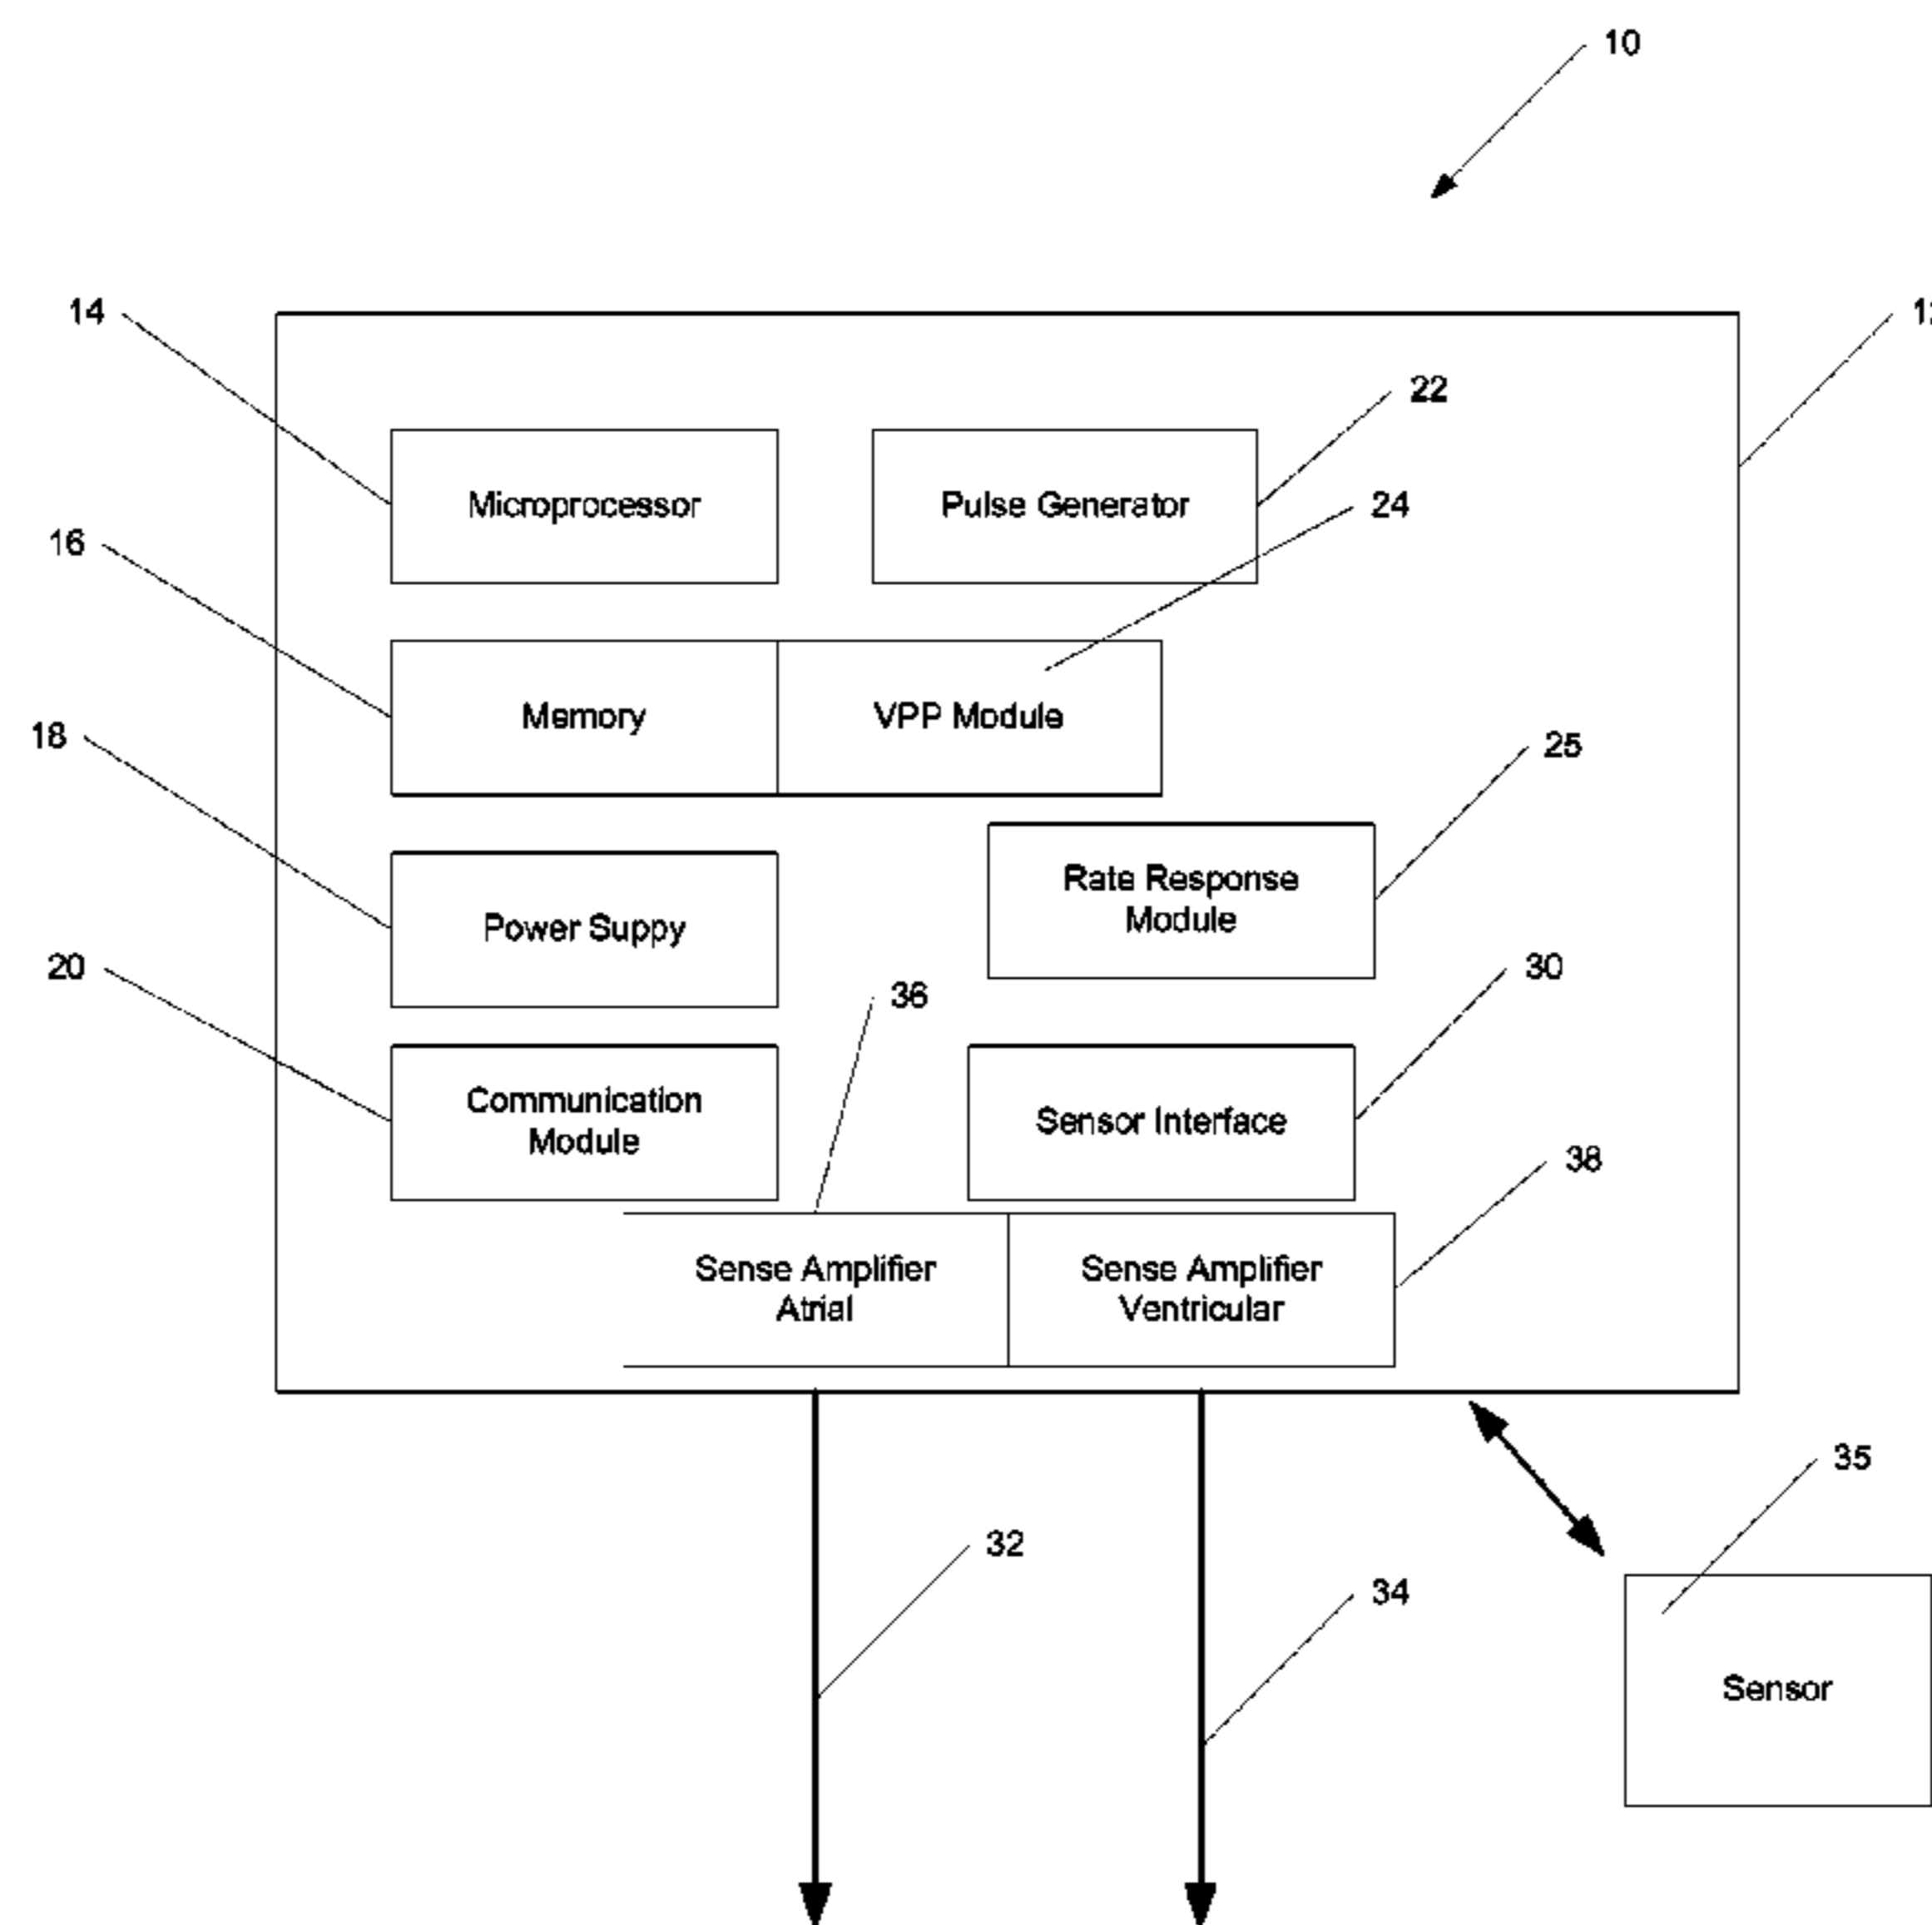 10
14
22
Microprocessor
Pulse Generator
24
16
Memory
VPP Module
18
25
Rate Response
Module
Power Suppy
20
36
30
Communication
Module
Sensor Interface
38
Sense Amplifier
Atrial
Sense Amplifier
Ventricular
35
32
34
Sensor